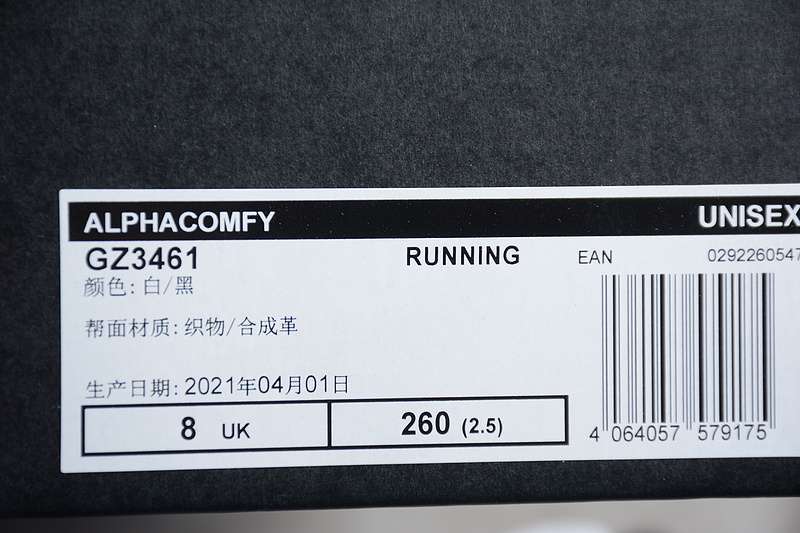 ALPHACOMFY UNISEX
GZ3461 RUNNING EAN 0292260547
颜色: 白/黑
帮面材质: 织物/合成革
生产日期: 2021年04月01日
8 UK 260 (2.5)
4 064057 579175